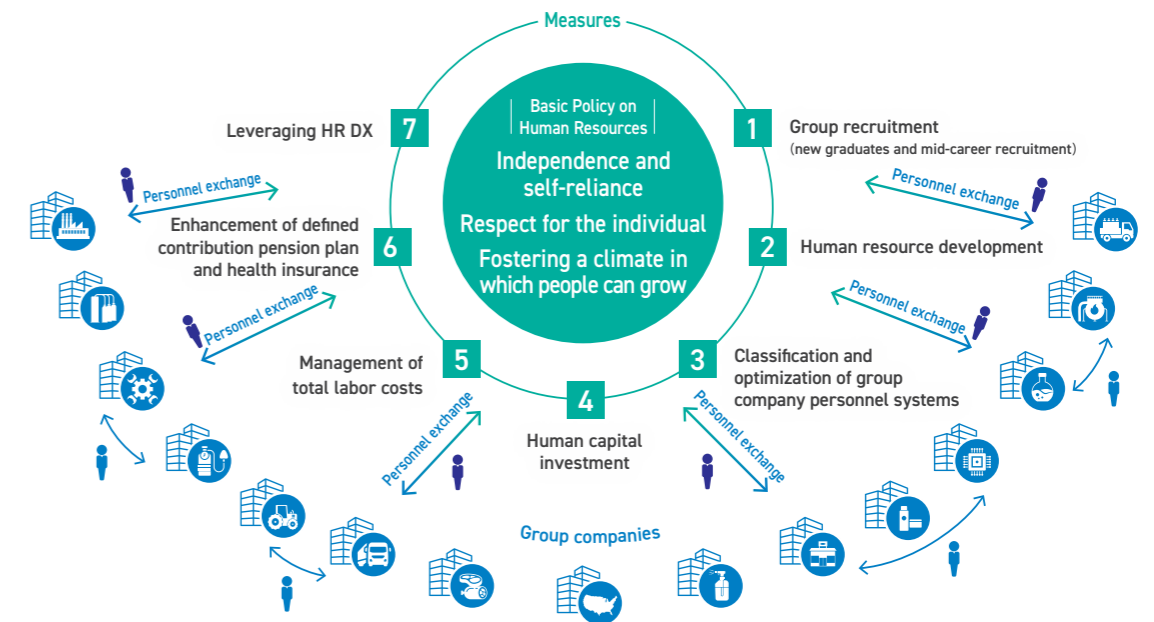 Measures
Basic Policy on
Human Resources
Independence and
self-reliance
Respect for the individual
Fostering a climate in
which people can grow
1
Group recruitment
(new graduates and mid-career recruitment)
Personnel exchange
2
Human resource development
Personnel exchange
3
Classification and
optimization of group
company personnel systems
Personnel exchange
4
Human capital
investment
5
Management of
total labor costs
Personnel exchange
6
Enhancement of defined
contribution pension plan
and health insurance
Personnel exchange
7
Leveraging HR DX
Personnel exchange
Group companies